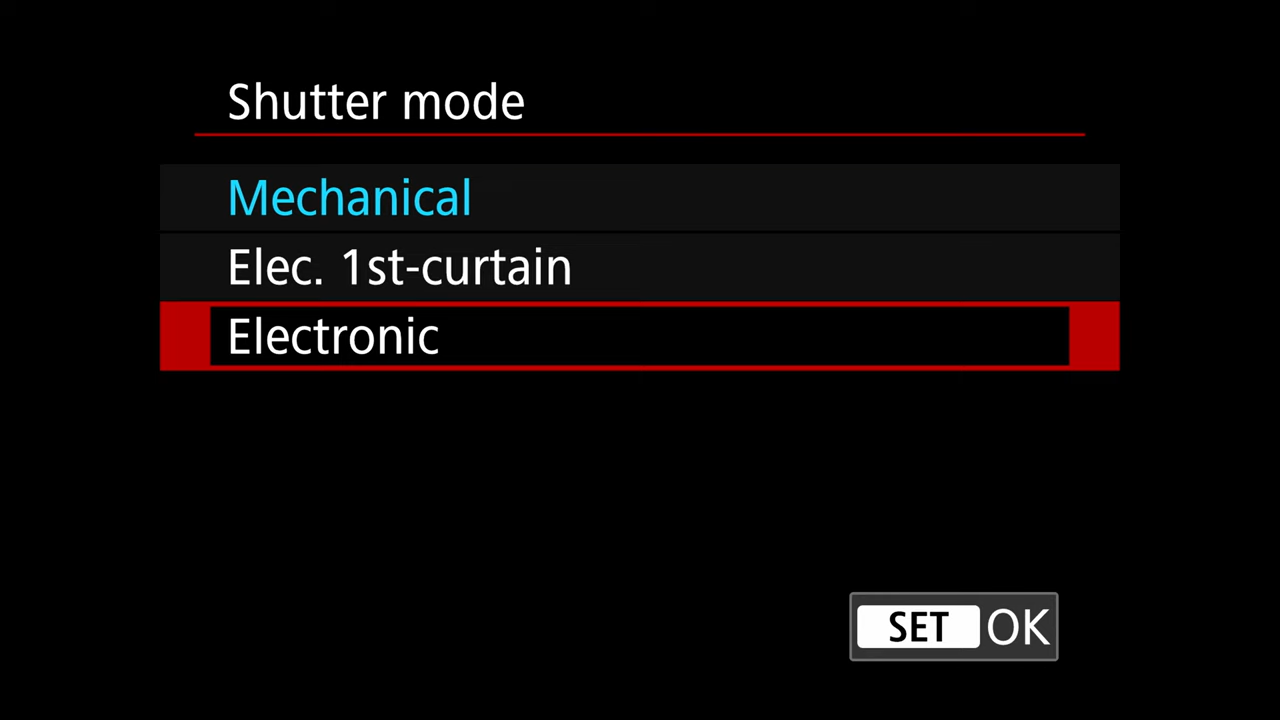 Shutter mode
Mechanical
Elec. 1st-curtain
Electronic
SET OK